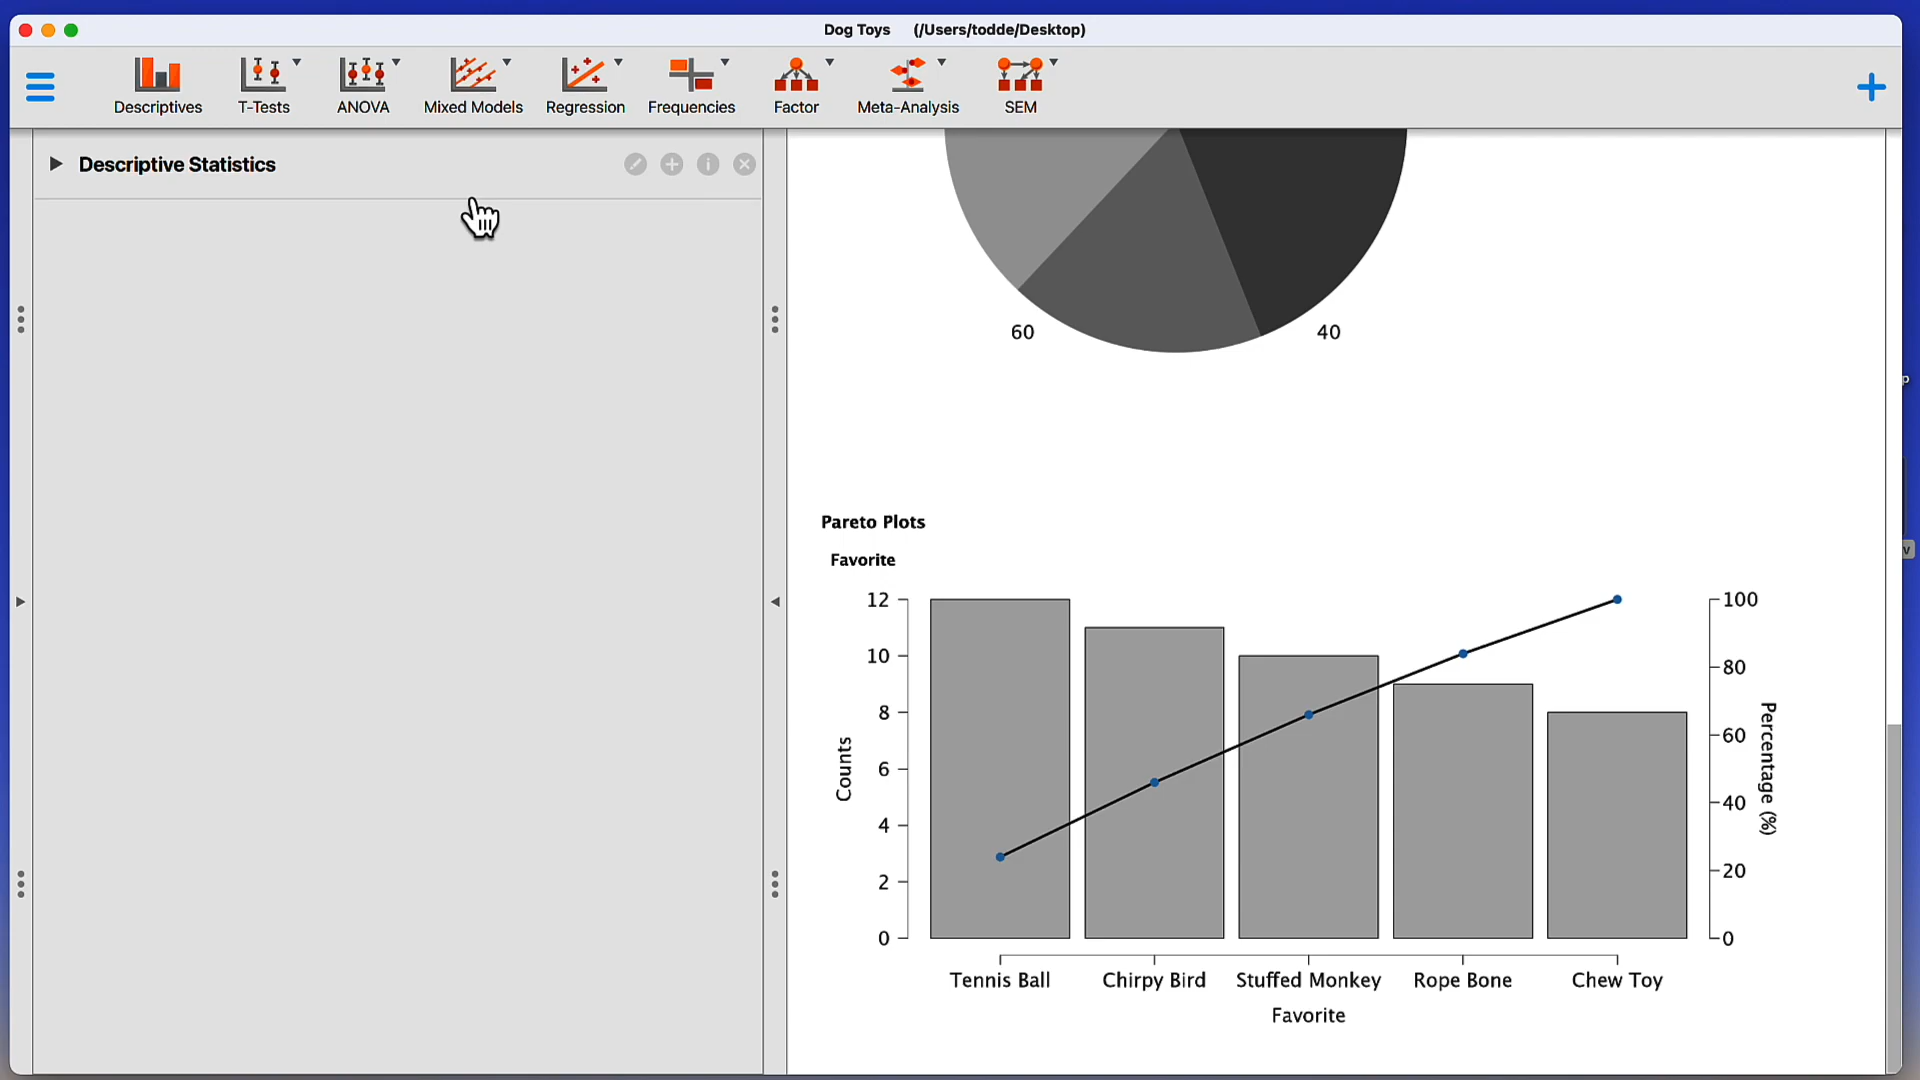 Dog Toys (/Users/todde/Desktop)
Descriptives T-Tests ANOVA Mixed Models Regression Frequencies Factor Meta-Analysis SEM
Descriptive Statistics
60 40
Pareto Plots
Favorite
12
10
8
6
4
2
0
Counts
100
80
60
40
20
0
Percentage (%)
Tennis Ball Chirpy Bird Stuffed Monkey Rope Bone Chew Toy
Favorite
p
v